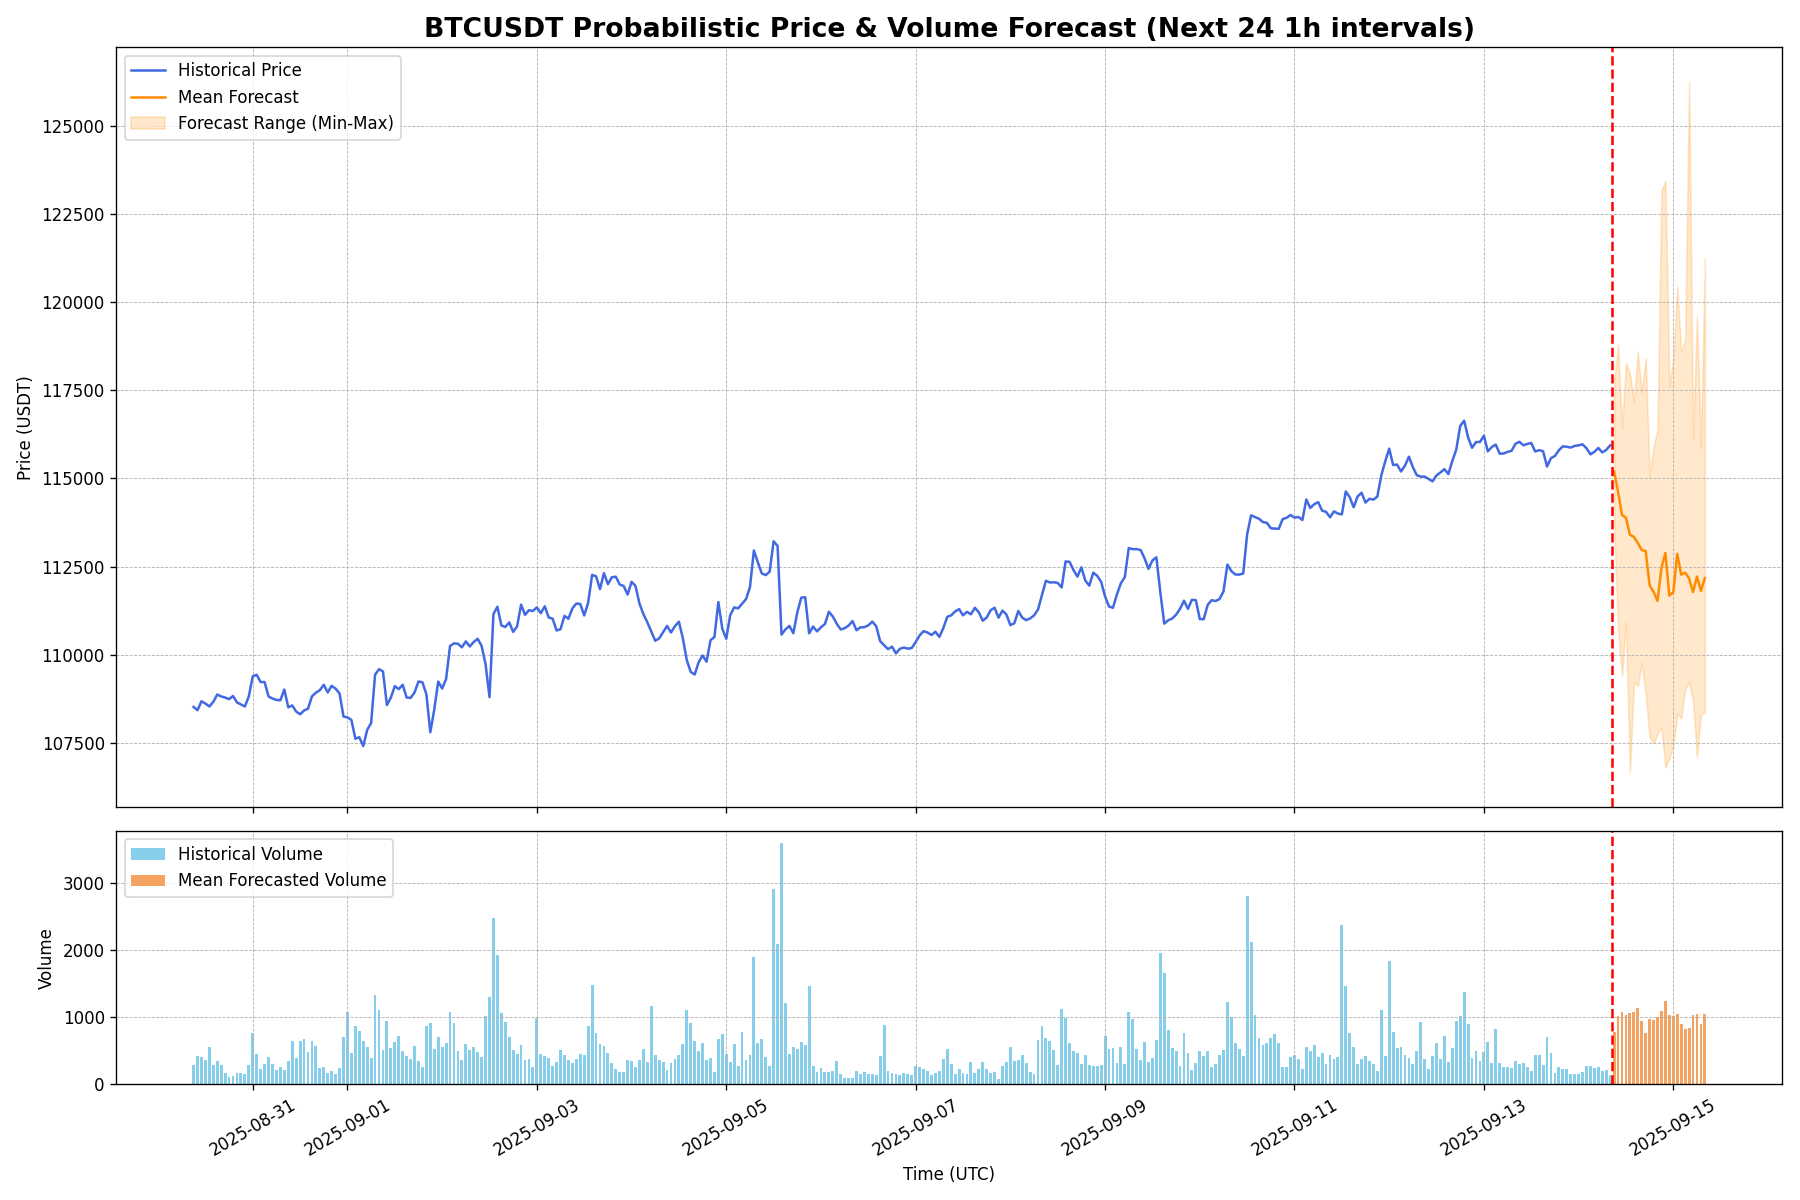 BTCUSDT Probabilistic Price & Volume Forecast (Next 24 1h intervals)
Historical Price
Mean Forecast
Forecast Range (Min-Max)
Price (USDT)
125000
122500
120000
117500
115000
112500
110000
107500
Historical Volume
Mean Forecasted Volume
Volume
3000
2000
1000
0
2025-08-31
2025-09-01
2025-09-03
2025-09-05
2025-09-07
2025-09-09
2025-09-11
2025-09-13
2025-09-15
Time (UTC)